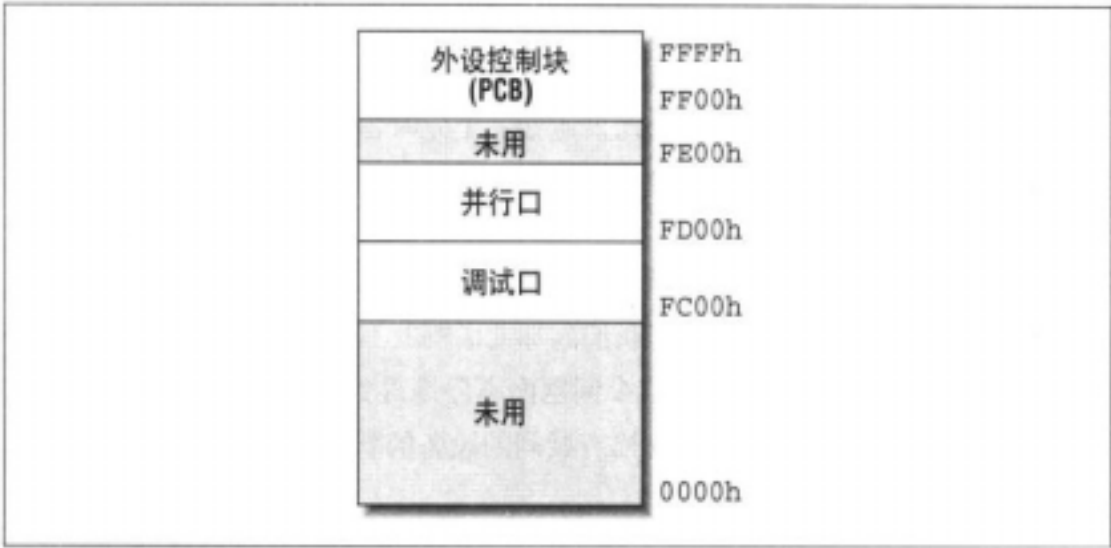 外设控制块
(PCB)
FFFFh
FF00h
未用
FE00h
并行口
FD00h
调试口
FC00h
未用
0000h